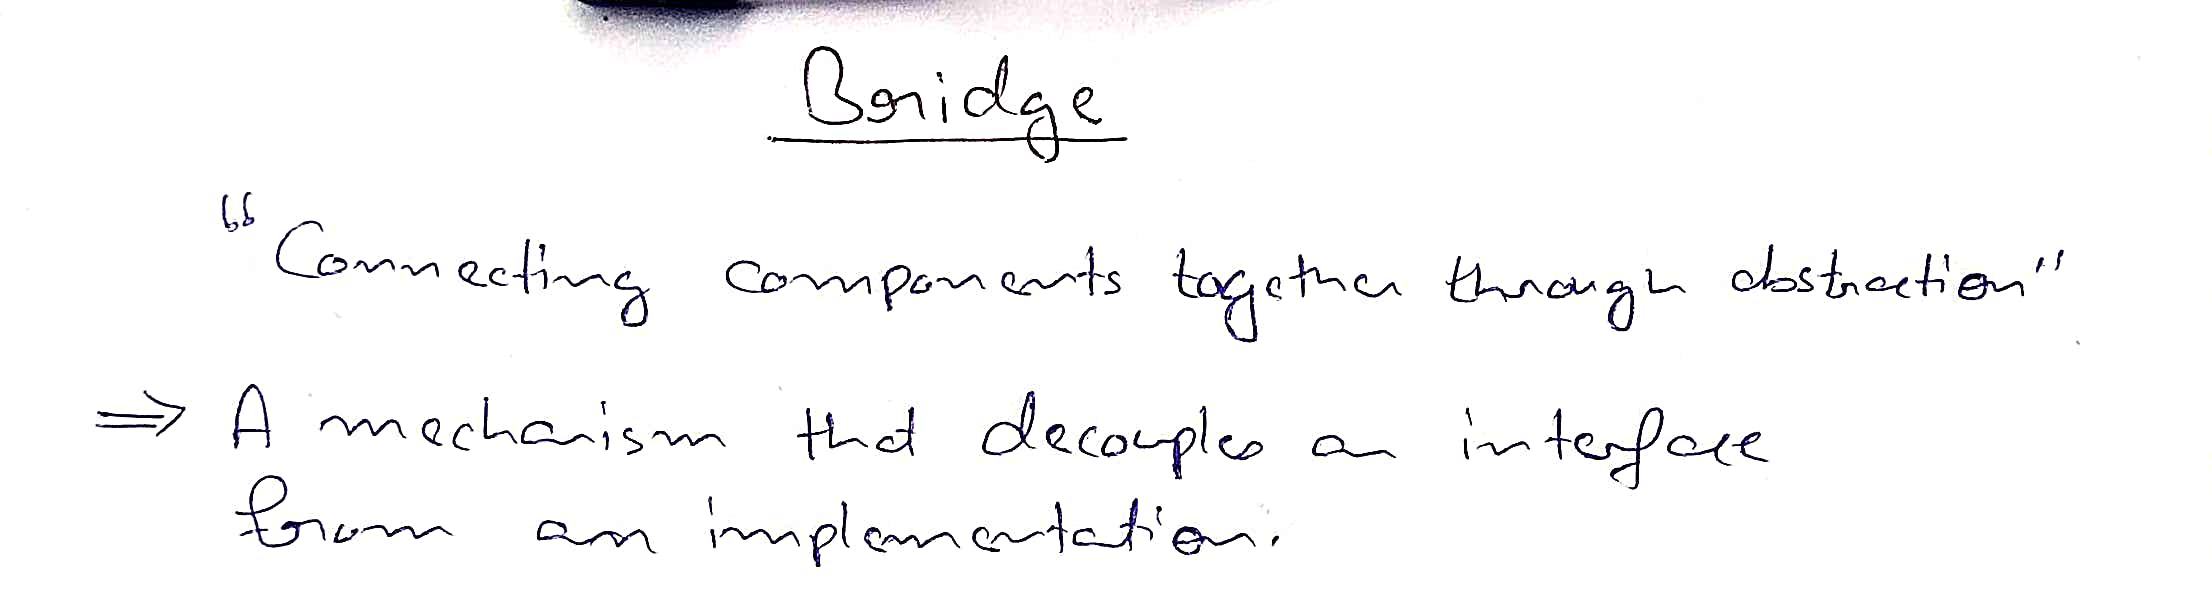 Bridge
"Connecting components together through abstraction"
⇒ A mechanism that decouples an interface
from an implementation.